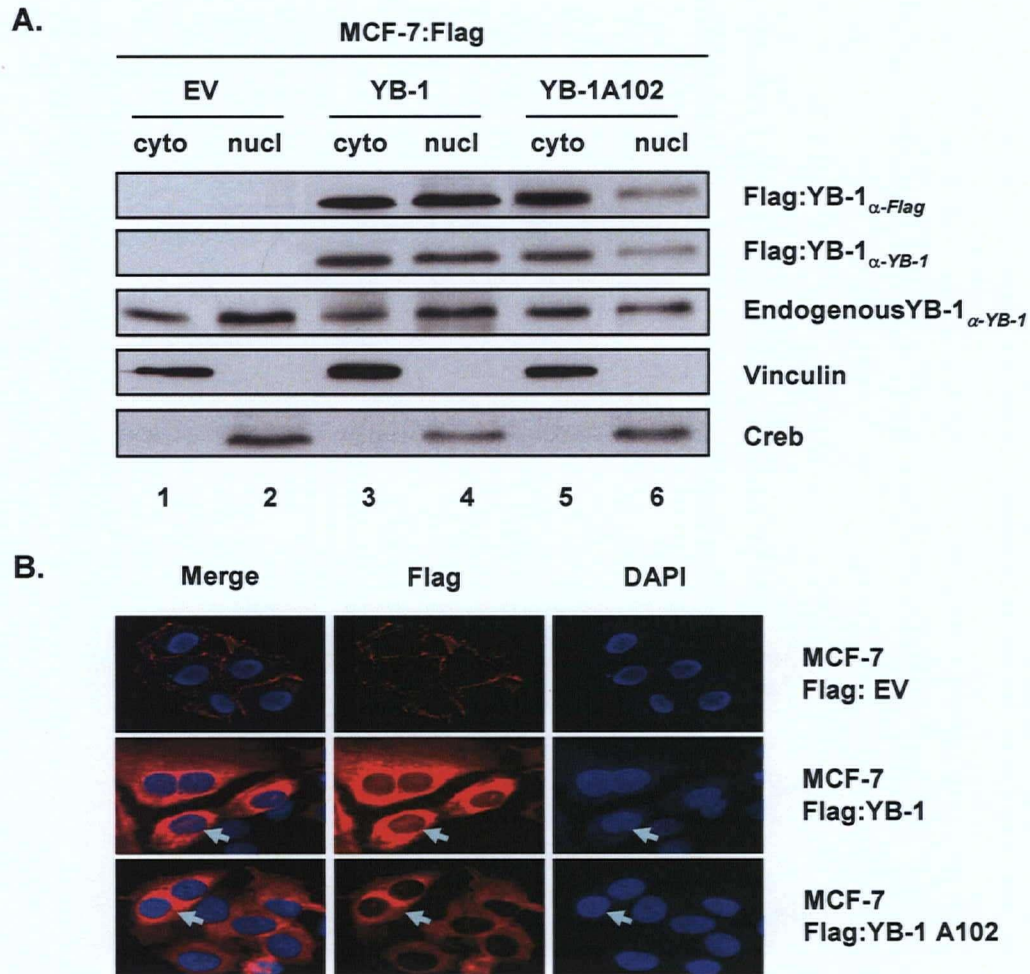 A.
MCF-7:Flag
EV YB-1 YB-1A102
cyto nucl cyto nucl cyto nucl
Flag:YB-1α-Flag
Flag:YB-1α-YB-1
EndogenousYB-1α-YB-1
Vinculin
Creb
1 2 3 4 5 6
B.
Merge Flag DAPI
MCF-7
Flag: EV
MCF-7
Flag:YB-1
MCF-7
Flag:YB-1 A102